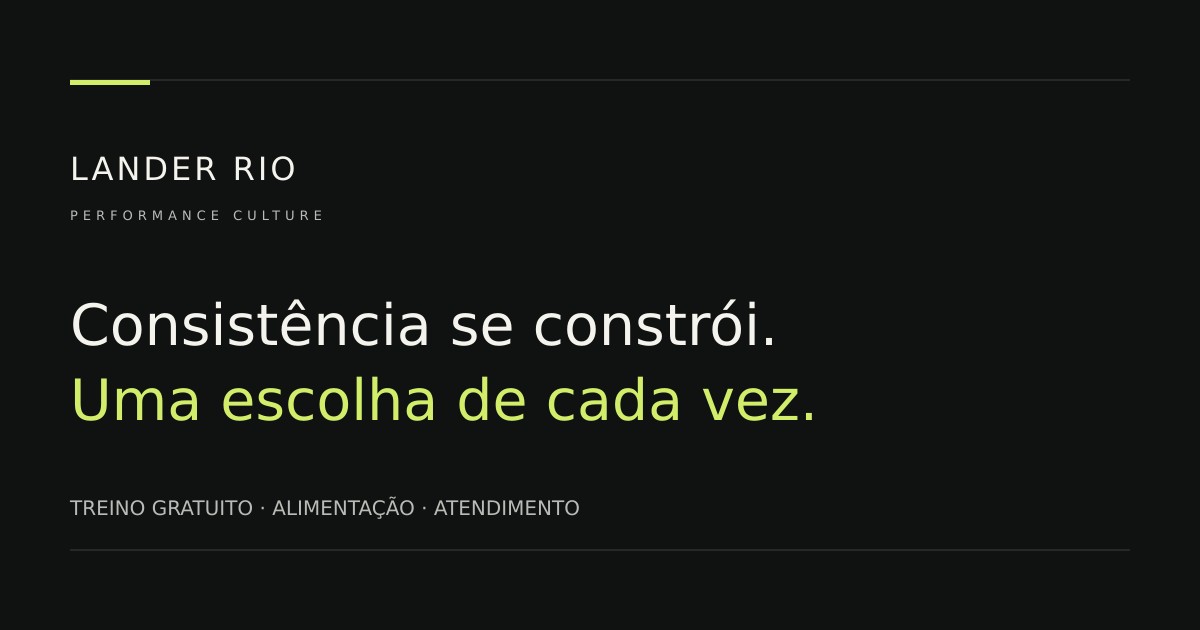 LANDER RIO
PERFORMANCE CULTURE
Consistência se constrói.
Uma escolha de cada vez.
TREINO GRATUITO · ALIMENTAÇÃO · ATENDIMENTO